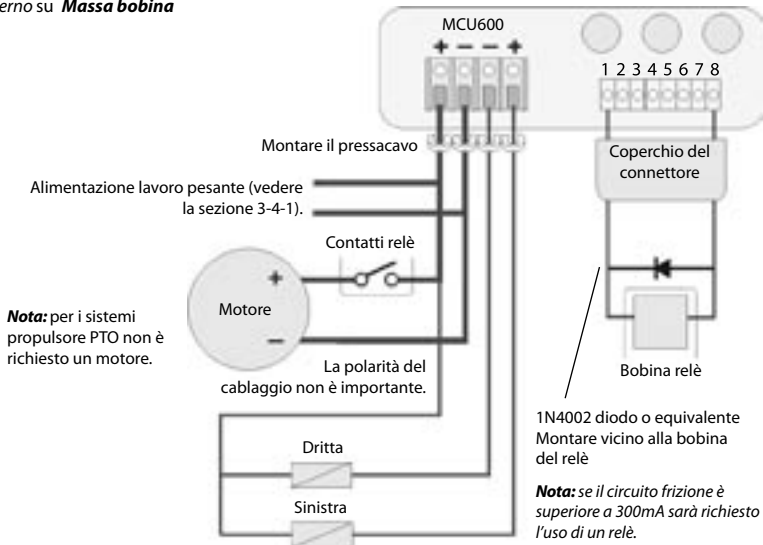 erno su Massa bobina
MCU600
+ – – +
1 2 3 4 5 6 7 8
Montare il pressacavo
Coperchio del
connettore
Alimentazione lavoro pesante (vedere
la sezione 3-4-1).
Contatti relè
+
Motore
–
Nota: per i sistemi
propulsore PTO non è
richiesto un motore.
La polarità del
cablaggio non è importante.
Bobina relè
1N4002 diodo o equivalente
Montare vicino alla bobina
del relè
Dritta
Sinistra
Nota: se il circuito frizione è
superiore a 300mA sarà richiesto
l'uso di un relè.